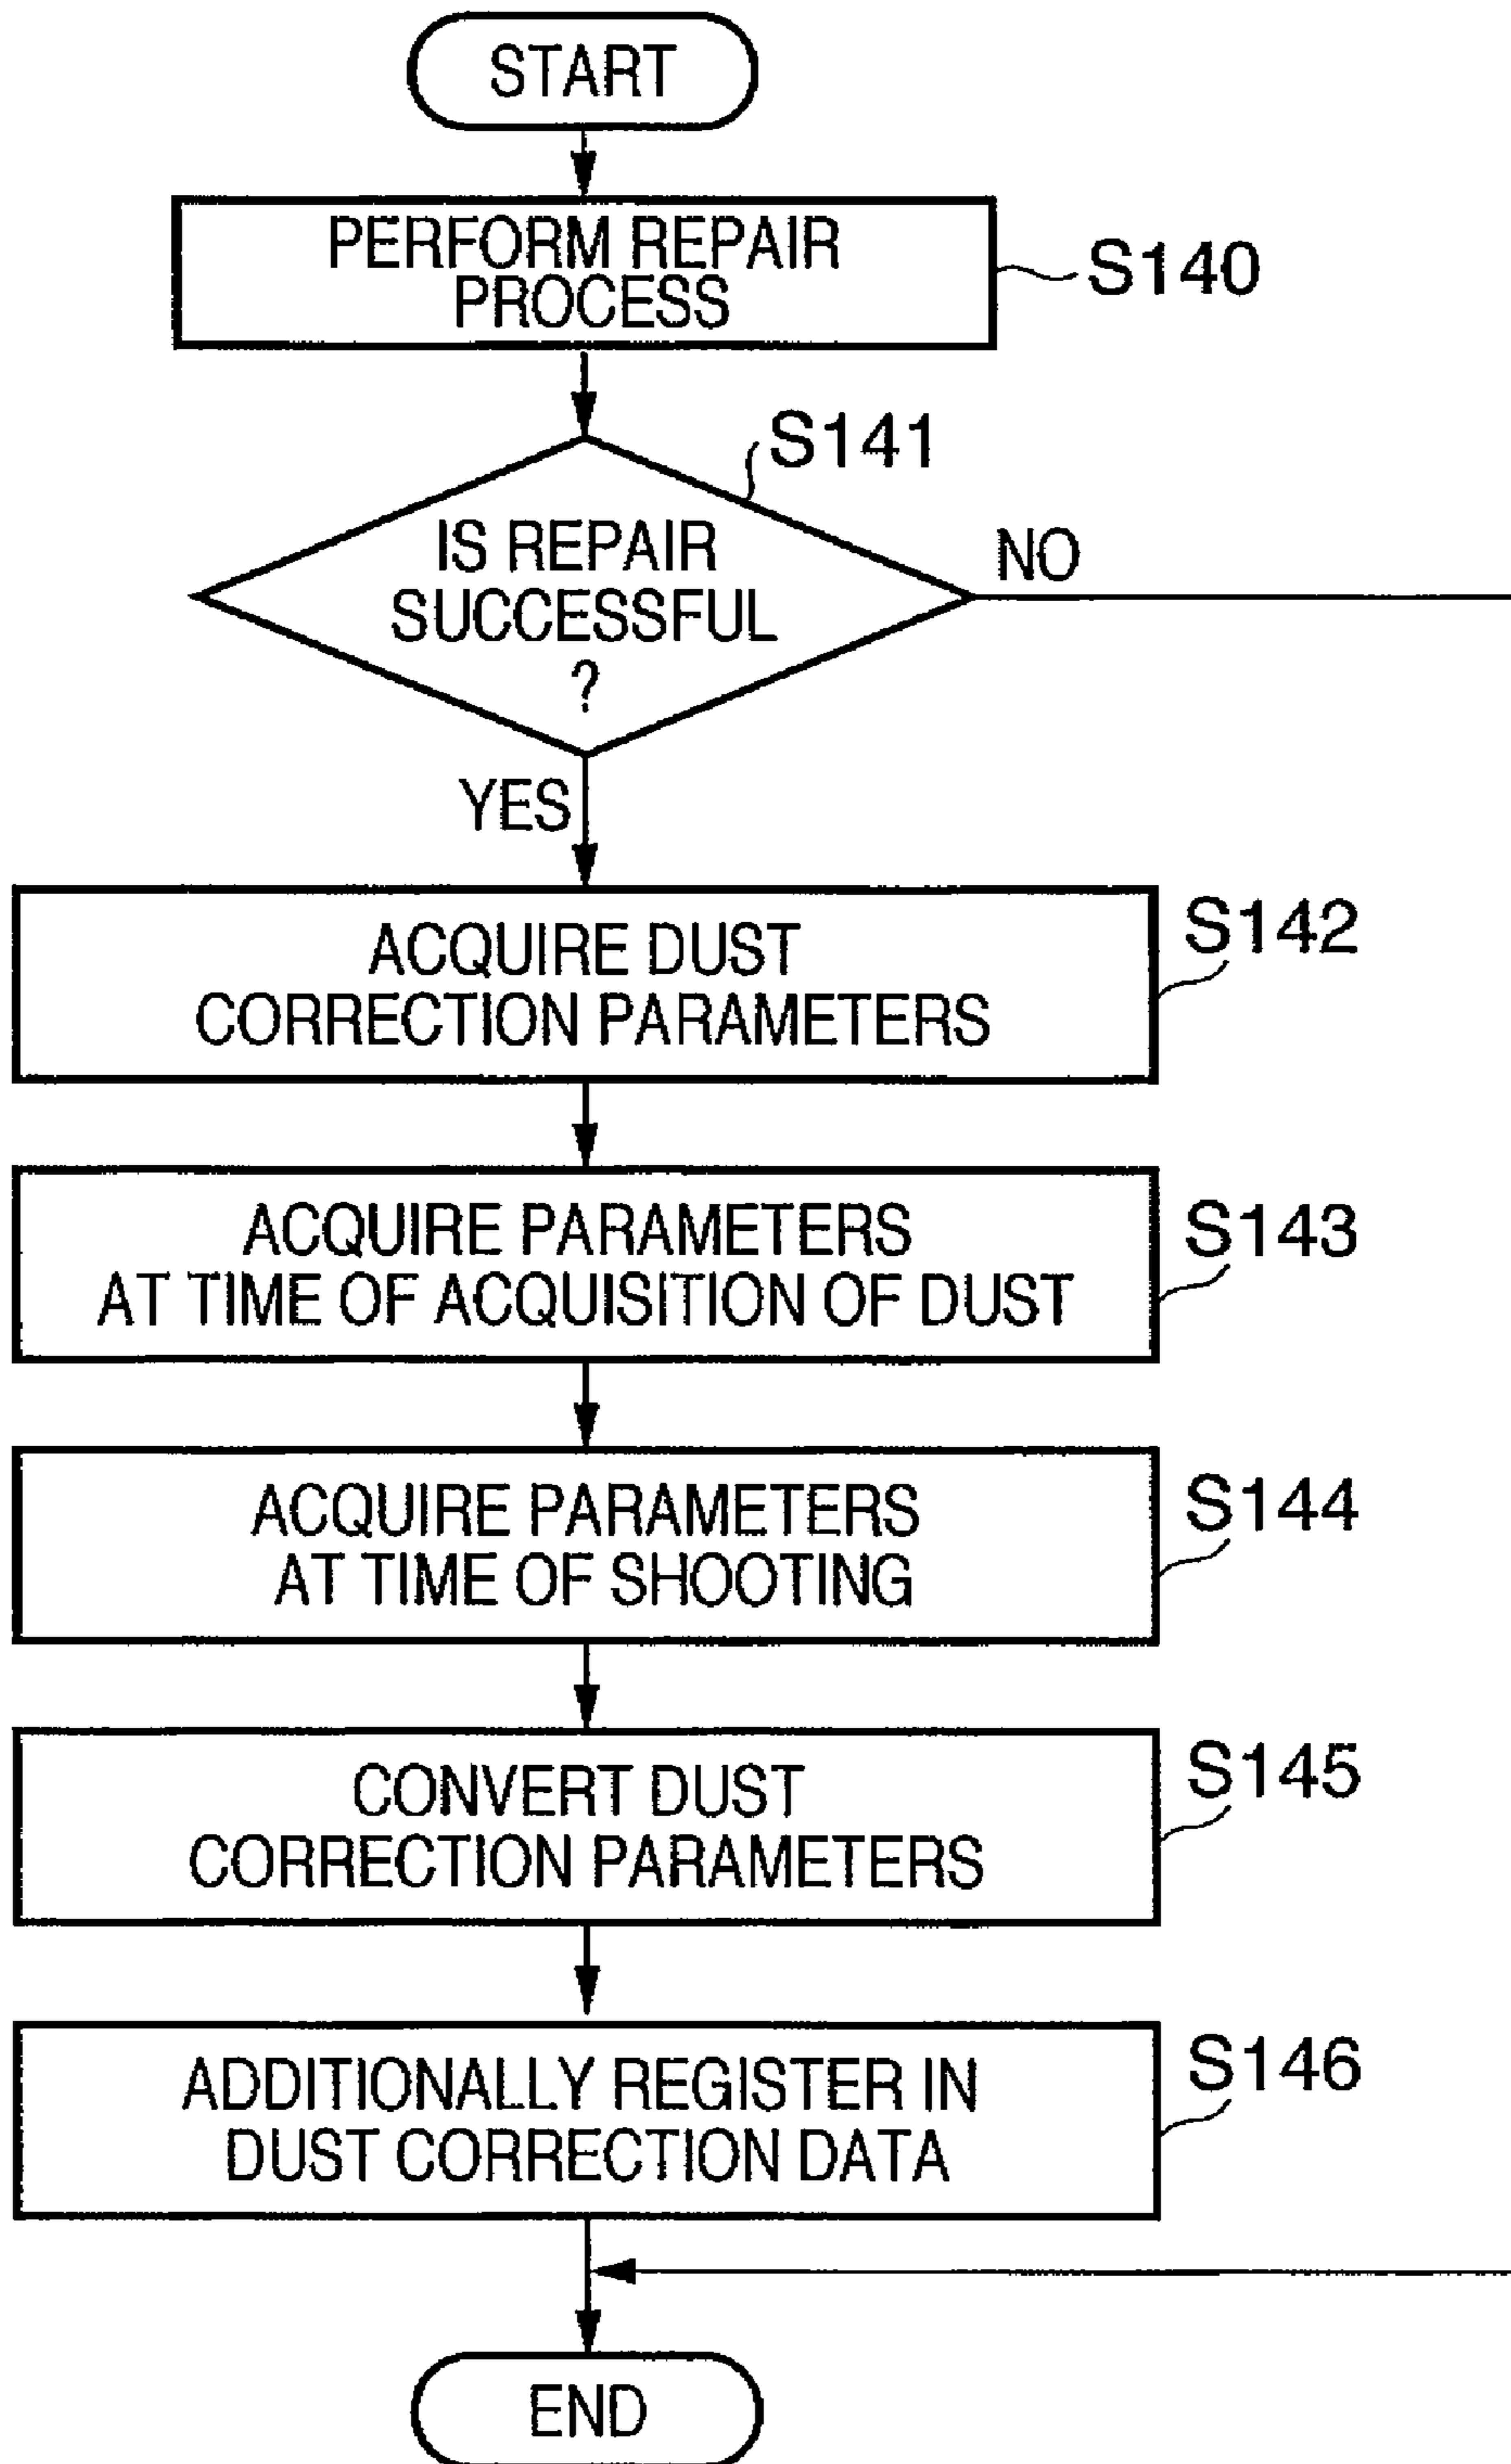 START
PERFORM REPAIR
PROCESS
S140
S141
IS REPAIR
SUCCESSFUL
?
NO
YES
S142
ACQUIRE DUST
CORRECTION PARAMETERS
S143
ACQUIRE PARAMETERS
AT TIME OF ACQUISITION OF DUST
S144
ACQUIRE PARAMETERS
AT TIME OF SHOOTING
S145
CONVERT DUST
CORRECTION PARAMETERS
S146
ADDITIONALLY REGISTER IN
DUST CORRECTION DATA
END